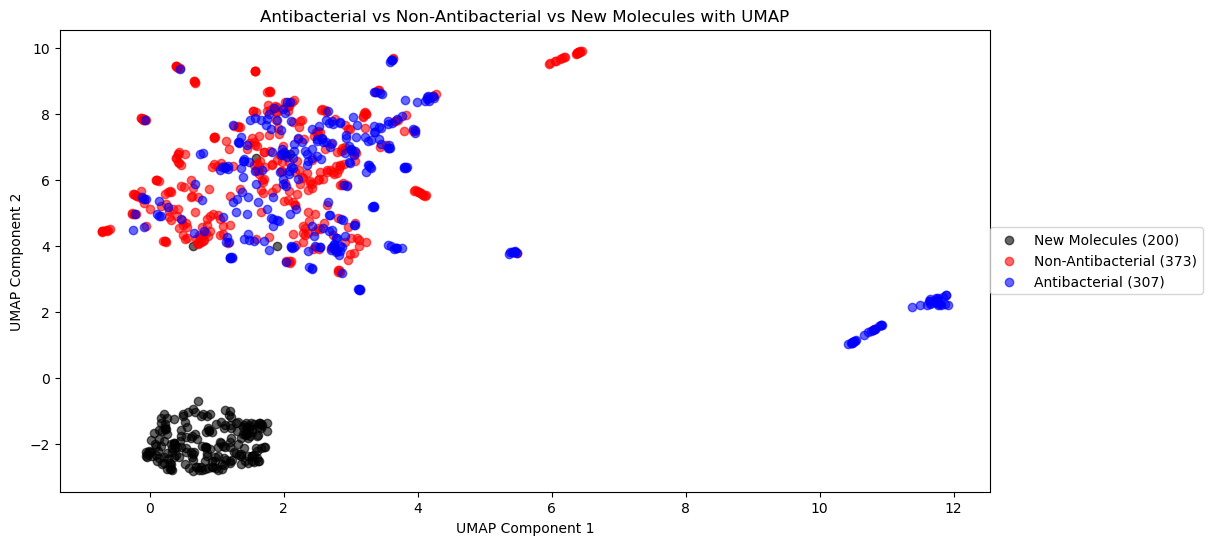 Antibacterial vs Non-Antibacterial vs New Molecules with UMAP
UMAP Component 2
10
8
6
4
2
0
−2
0
2
4
6
8
10
12
UMAP Component 1
New Molecules (200)
Non-Antibacterial (373)
Antibacterial (307)